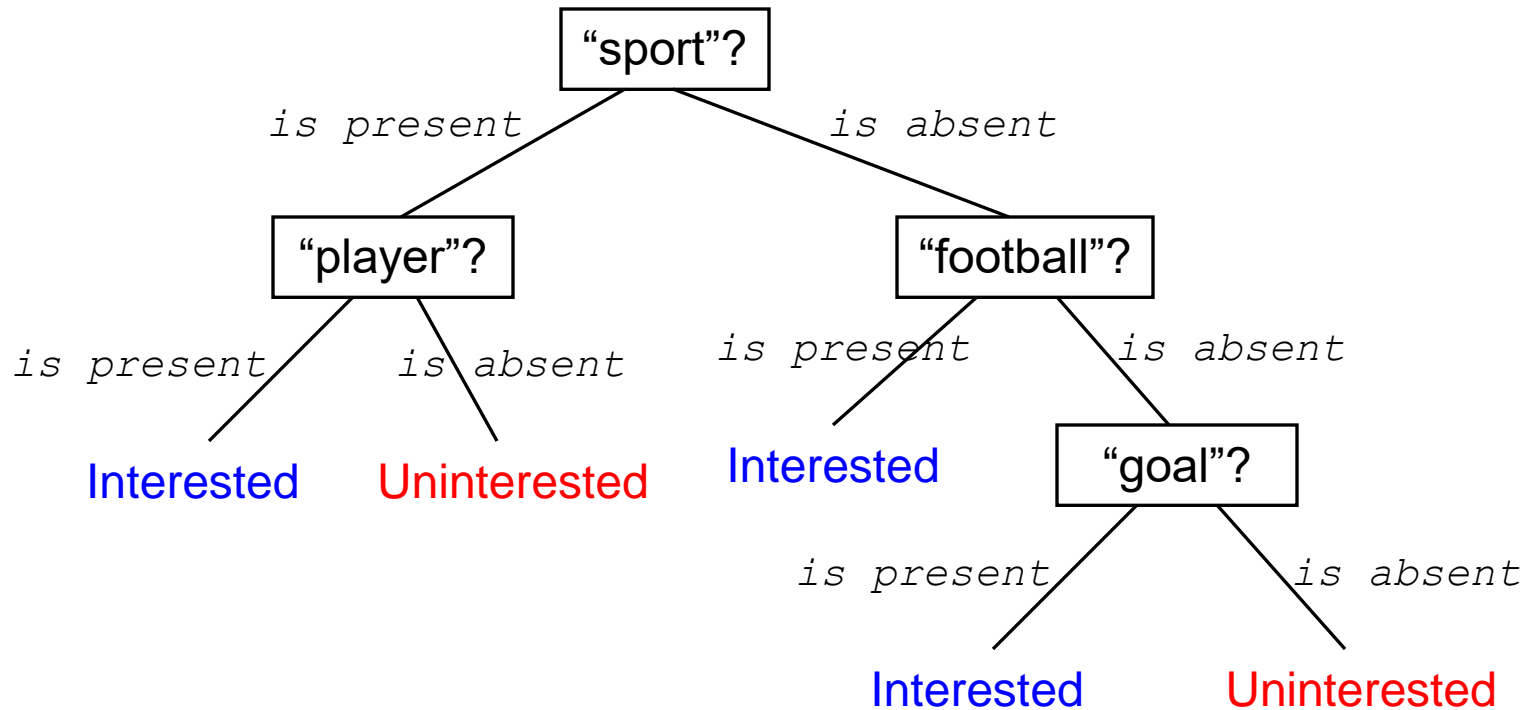 “sport”?
is present
is absent
“player”?
“football”?
is present
is absent
is present
is absent
Interested
Uninterested
Interested
“goal”?
is present
is absent
Interested
Uninterested